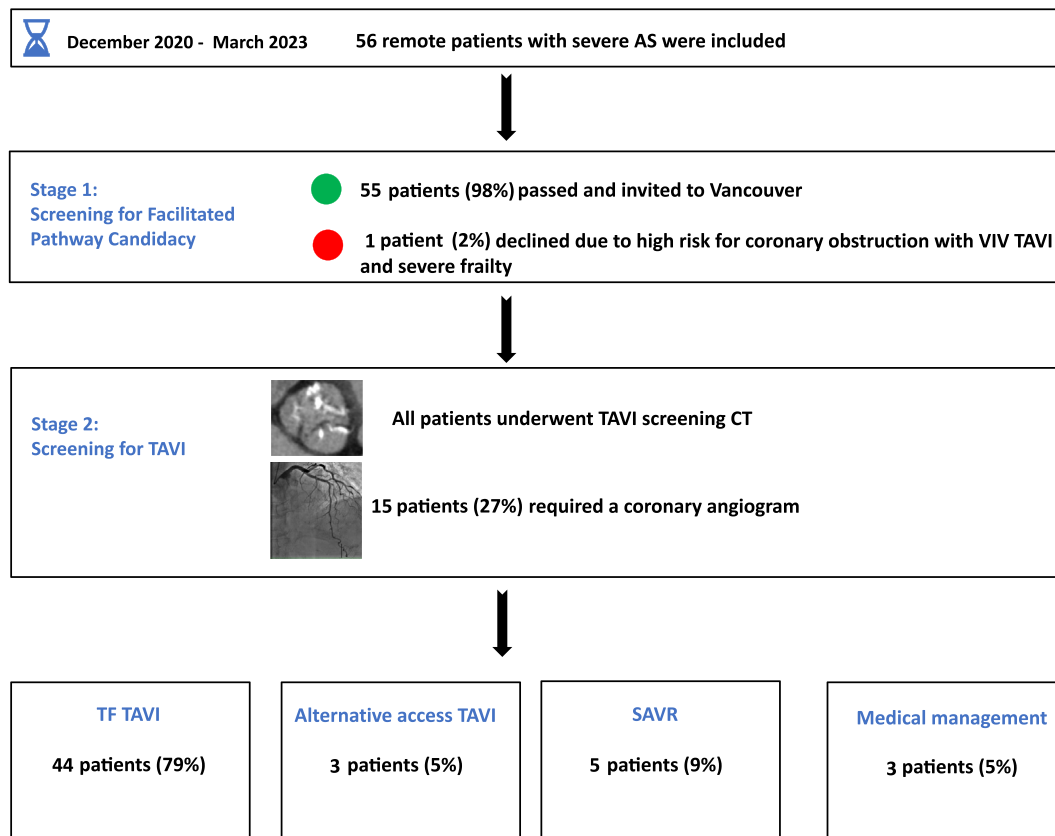 December 2020 - March 2023 56 remote patients with severe AS were included
Stage 1:
Screening for Facilitated
Pathway Candidacy
55 patients (98%) passed and invited to Vancouver
1 patient (2%) declined due to high risk for coronary obstruction with VIV TAVI
and severe frailty
Stage 2:
Screening for TAVI
All patients underwent TAVI screening CT
15 patients (27%) required a coronary angiogram
TF TAVI
44 patients (79%)
Alternative access TAVI
3 patients (5%)
SAVR
5 patients (9%)
Medical management
3 patients (5%)